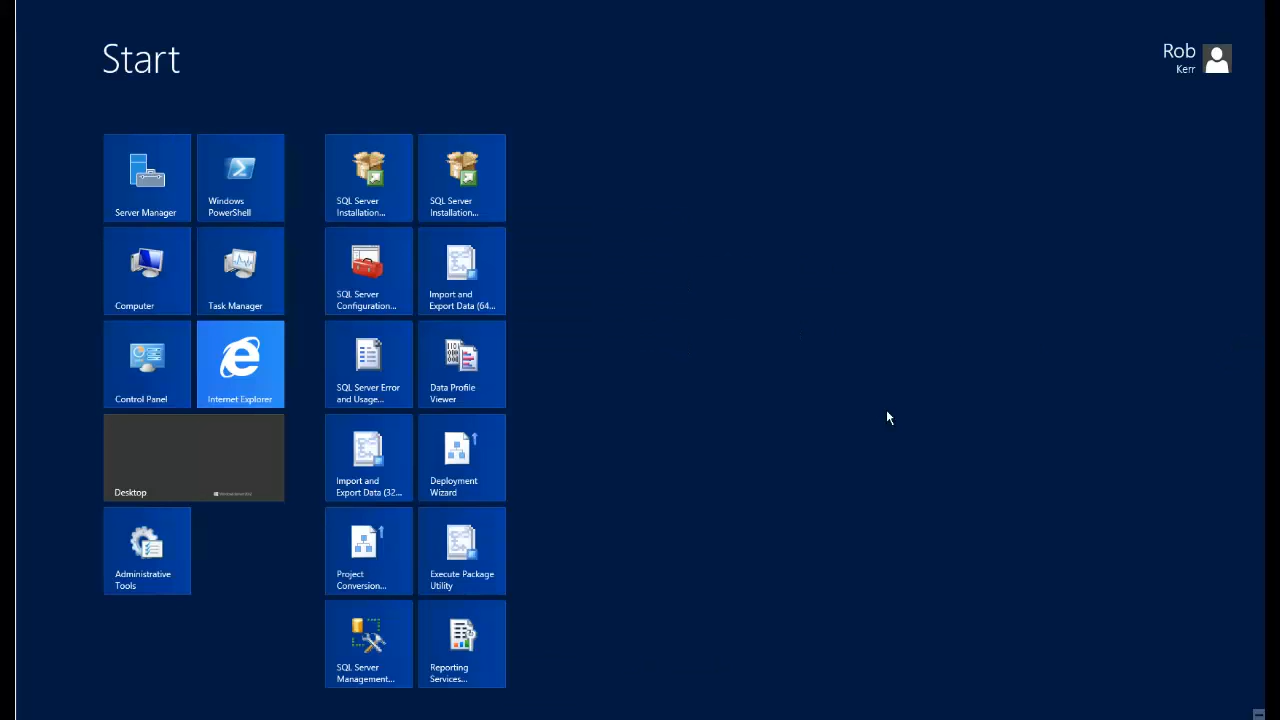 Start
Rob
Kerr
Server Manager
Windows
PowerShell
SQL Server
Installation...
SQL Server
Installation...
Computer
Task Manager
SQL Server
Configuration...
Import and
Export Data (64...
Control Panel
Internet Explorer
SQL Server Error
and Usage...
Data Profile
Viewer
Desktop
Import and
Export Data (32...
Deployment
Wizard
Administrative
Tools
Project
Conversion...
Execute Package
Utility
SQL Server
Management...
Reporting
Services...